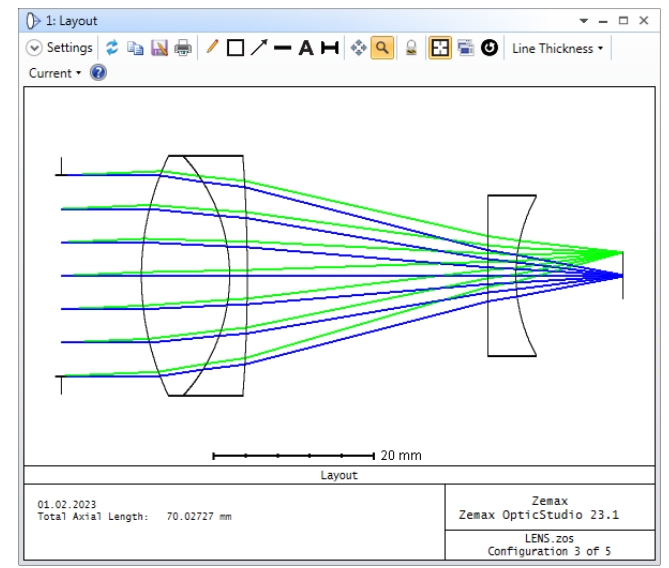 1: Layout
Settings
A
Line Thickness
Current
?
20 mm
Layout
01.02.2023
Total Axial Length: 70.02727 mm
Zemax
Zemax OpticStudio 23.1
LENS.zos
Configuration 3 of 5